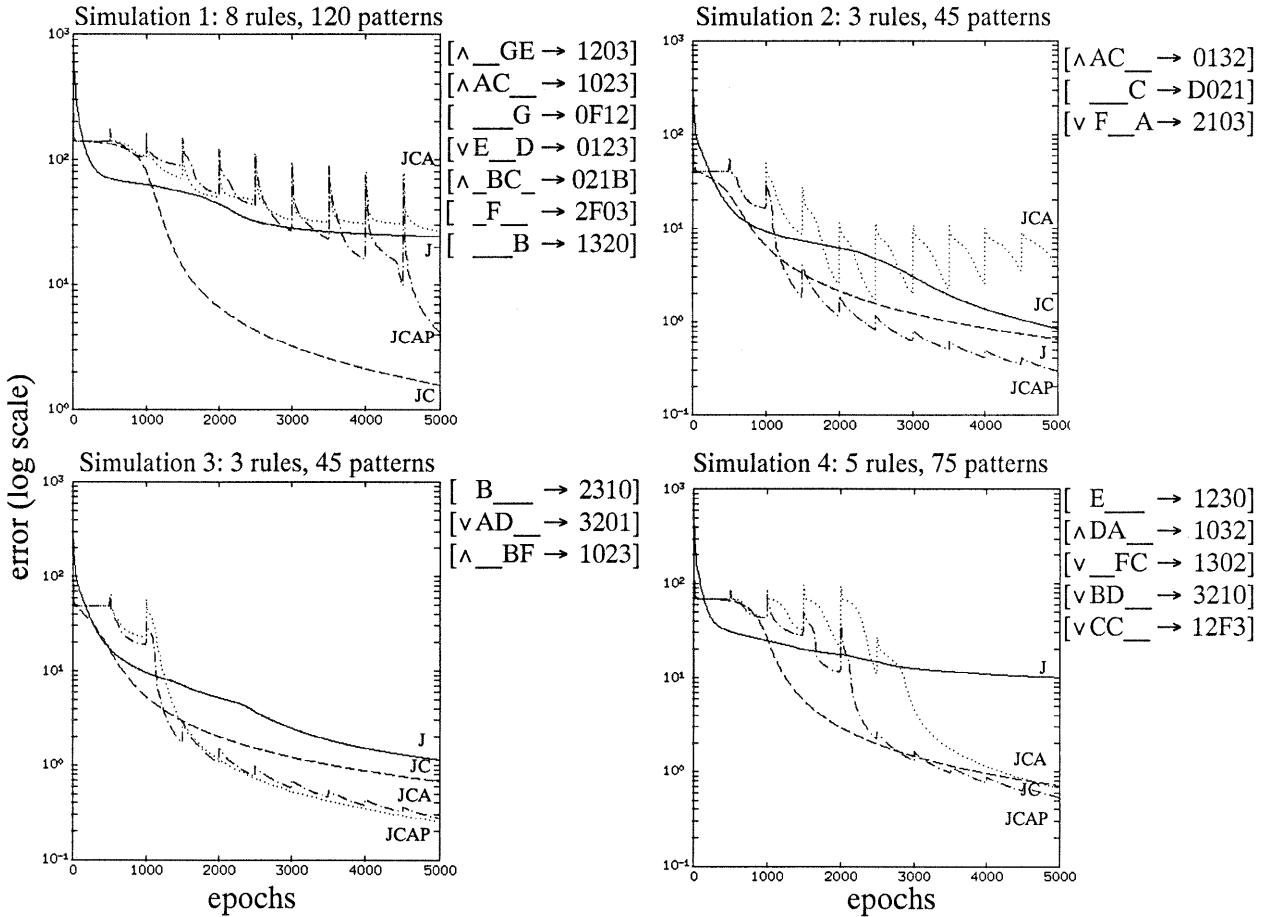 Simulation 1: 8 rules, 120 patterns
10³
10²
10¹
10⁰
0 1000 2000 3000 4000 5000
JCA
J
JCAP
JC
[∧__GE → 1203]
[∧AC__ → 1023]
[ ___G → 0F12]
[∨E__D → 0123]
[∧_BC_ → 021B]
[ _F__ → 2F03]
[ ___B → 1320]
Simulation 2: 3 rules, 45 patterns
10³
10²
10¹
10⁰
10⁻¹
0 1000 2000 3000 4000 500
JCA
JC
J
JCAP
[∧AC__ → 0132]
[ ___C → D021]
[∨F__A → 2103]
error (log scale)
Simulation 3: 3 rules, 45 patterns
10³
10²
10¹
10⁰
10⁻¹
0 1000 2000 3000 4000 5000
J
JC
JCA
JCAP
epochs
[ B___ → 2310]
[∨AD__ → 3201]
[∧__BF → 1023]
Simulation 4: 5 rules, 75 patterns
10³
10²
10¹
10⁰
10⁻¹
0 1000 2000 3000 4000 5000
J
JCA
JC
JCAP
epochs
[ E___ → 1230]
[∧DA__ → 1032]
[∨__FC → 1302]
[∨BD__ → 3210]
[∨CC__ → 12F3]